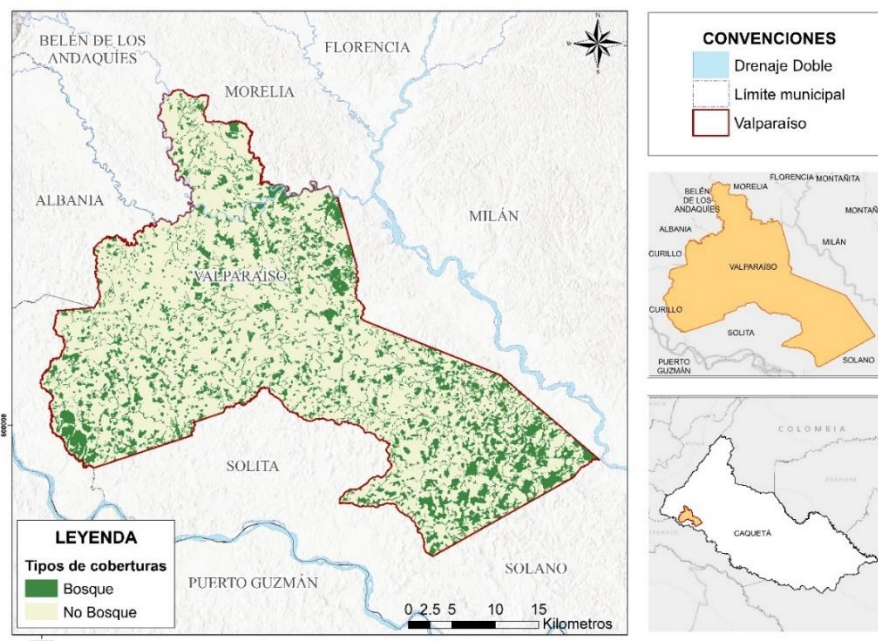 BELÉN DE LOS
ANDAQUÍES
FLORENCIA
MORELIA
ALBANIA
MILÁN
VALPARAÍSO
SOLITA
SOLANO
PUERTO GUZMÁN
N
W
S
LEYENDA
Tipos de coberturas
Bosque
No Bosque
0 2.5 5 10 15
Kilometros
CONVENCIONES
Drenaje Doble
Límite municipal
Valparaíso
FLORENCIA MONTAÑITA
BELÉN MORELIA
DE LOS
ANDAQUÍES
MONTAÑ
ALBANIA
MILÁN
CURILLO
VALPARAÍSO
CURILLO
SOLITA
PUERTO
GUZMÁN
SOLANO
COLOMBIA
CAQUETÁ